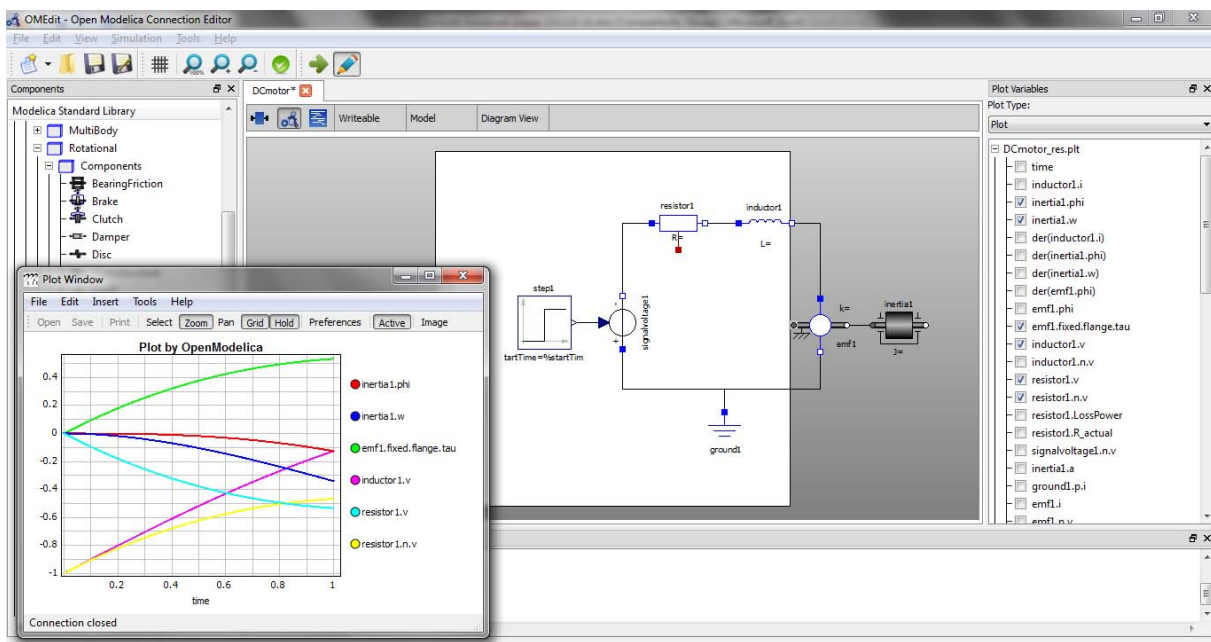 OMEdit - Open Modelica Connection Editor
File Edit View Simulation Tools Help
100%
Components
Modelica Standard Library
MultiBody
Rotational
Components
BearingFriction
Brake
Clutch
Damper
Disc
DCmotor*
Writeable Model Diagram View
resistor1
R=
inductor1
L=
step1
tartTime=%startTim
signalvoltage1
- 
+
k=
emf1
inertia1
J=
ground1
Plot Variables
Plot Type:
Plot
DCmotor_res.plt
time
inductor1.i
inertia1.phi
inertia1.w
der(inductor1.i)
der(inertia1.phi)
der(inertia1.w)
der(emf1.phi)
emf1.phi
emf1.fixed.flange.tau
inductor1.v
inductor1.n.v
resistor1.v
resistor1.n.v
resistor1.LossPower
resistor1.R_actual
signalvoltage1.n.v
inertia1.a
ground1.p.i
emf1.i
emf1.n.v
Plot Window
File Edit Insert Tools Help
Open Save Print Select Zoom Pan Grid Hold Preferences Active Image
Plot by OpenModelica
0.4
0.2
0
-0.2
-0.4
-0.6
-0.8
-1
0.2 0.4 0.6 0.8 1
time
inertia1.phi
inertia1.w
emf1.fixed.flange.tau
inductor1.v
resistor1.v
resistor1.n.v
Connection closed